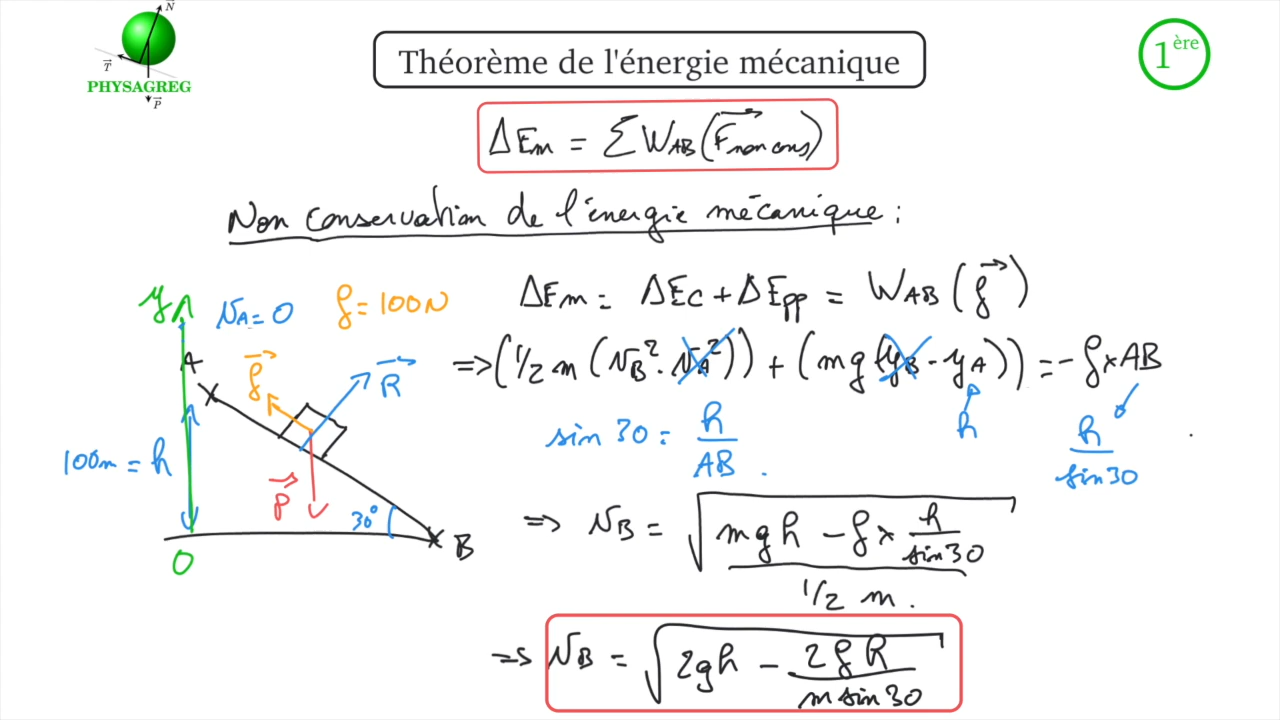 N
T
PHYSAGREG
P
Théorème de l'énergie mécanique
1ère
ΔEm = ΣWAB(Fnon cons)
Non conservation de l'énergie mécanique :
y
vA = 0
f = 100N
ΔEm = ΔEc + ΔEpp = WAB(f)
A
f
R
=> (1/2 m (vB² - vA²)) + (mg(yB - yA)) = - f x AB
h
100m = h
sin 30 = h/AB .
h/sin30
P
30°
O
B
=> vB = √((mgh - f x h/sin30) / (1/2 m .))
=> vB = √(2gh - 2fh/(m sin30))